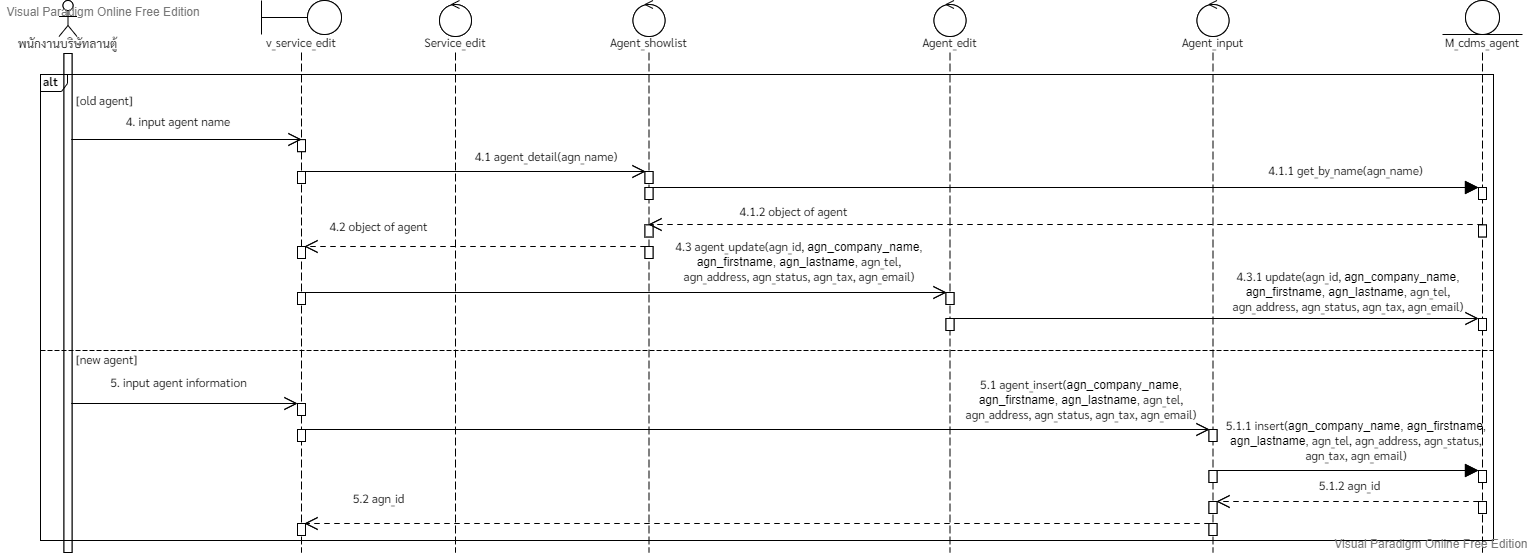 Visual Paradigm Online Free Edition
พนักงานบริษัทลานตู้
v_service_edit
Service_edit
Agent_showlist
Agent_edit
Agent_input
M_cdms_agent
alt
[old agent]
4. input agent name
4.1 agent_detail(agn_name)
4.1.1 get_by_name(agn_name)
4.1.2 object of agent
4.2 object of agent
4.3 agent_update(agn_id, agn_company_name,
agn_firstname, agn_lastname, agn_tel,
agn_address, agn_status, agn_tax, agn_email)
4.3.1 update(agn_id, agn_company_name,
agn_firstname, agn_lastname, agn_tel,
agn_address, agn_status, agn_tax, agn_email)
[new agent]
5. input agent information
5.1 agent_insert(agn_company_name,
agn_firstname, agn_lastname, agn_tel,
agn_address, agn_status, agn_tax, agn_email)
5.1.1 insert(agn_company_name, agn_firstname,
agn_lastname, agn_tel, agn_address, agn_status,
agn_tax, agn_email)
5.1.2 agn_id
5.2 agn_id
Visual Paradigm Online Free Edition